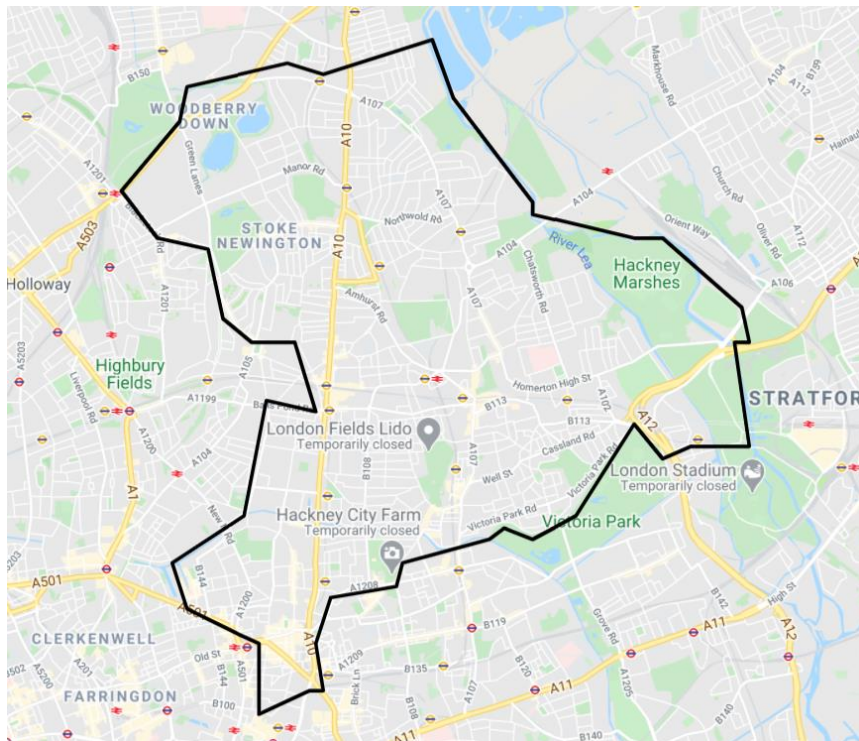 B150
WOODBERRY
DOWN
A107
A10
Markhouse Rd
A104
A112
B159
A1201
Green Lanes
Manor Rd
A107
A104
Church Rd
A503
STOKE
NEWINGTON
Northwold Rd
A10
A104
River Lea
Orient Way
Oliver Rd
A112
Holloway
Chatsworth Rd
Hackney
Marshes
A1201
Amhurst Rd
A107
A106
A5203
A105
Highbury
Fields
Liverpool Rd
A1199
Homerton High St
A102
STRATFOR
B113
B113
A12
A1200
London Fields Lido
Temporarily closed
Cassland Rd
A104
B108
A107
Well St
Victoria Park Rd
London Stadium
Temporarily closed
A1
Hackney City Farm
Temporarily closed
Victoria Park Rd
Victoria Park
A501
B144
A1208
B142
High St
A501
A1200
Grove Rd
CLERKENWELL
Old St
A10
B119
A11
A12
A5200
A201
B144
A501
A1209
B135
B120
FARRINGDON
B100
Brick Ln
A107
A11
A1205
B140
A11
B108
B140